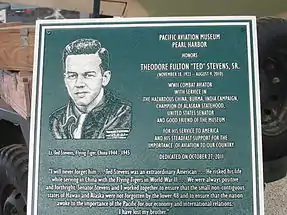 PACIFIC AVIATION MUSEUM
PEARL HARBOR
HONORS
THEODORE FULTON "TED" STEVENS, SR.
(NOVEMBER 18, 1923 – AUGUST 9, 2010)
WWII COMBAT AVIATOR
WITH SERVICE IN
THE HAZARDOUS CHINA, BURMA, INDIA CAMPAIGN.
CHAMPION OF ALASKAN STATEHOOD.
UNITED STATES SENATOR
AND GOOD FRIEND OF THE MUSEUM
FOR HIS SERVICE TO AMERICA
AND HIS STEADFAST SUPPORT FOR THE
IMPORTANCE OF AVIATION TO OUR COUNTRY
DEDICATED ON OCTOBER 27, 2011
Lt. Ted Stevens, Flying Tiger, China 1944-1945
"I will never forget him . . . Ted Stevens was an extraordinary American . . . He risked his life
while serving in China with the Flying Tigers in World War II . . . We were always positive
and forthright. Senator Stevens and I worked together to ensure that the small non-contiguous
states of Hawaii and Alaska were not forgotten by the lower 48 and to ensure that the nation
awoke to the importance of the Pacific for our economy and international relations.
I have lost my brother."